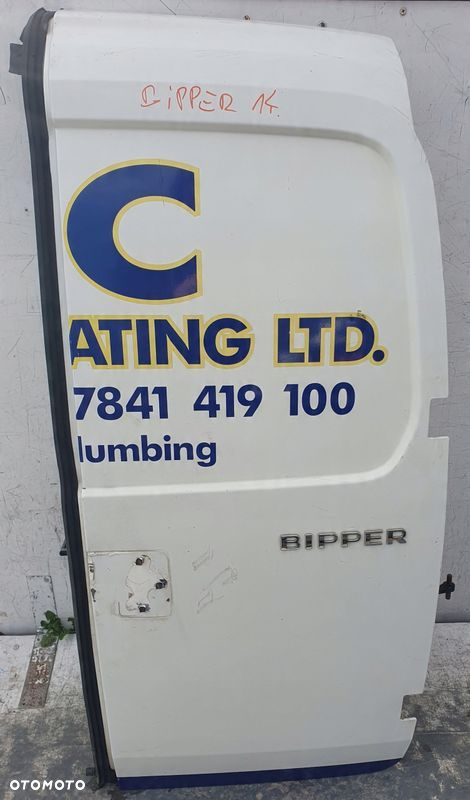 BIPPER 14.
C
ATING LTD.
7841 419 100
lumbing
BIPPER
OTOMOTO